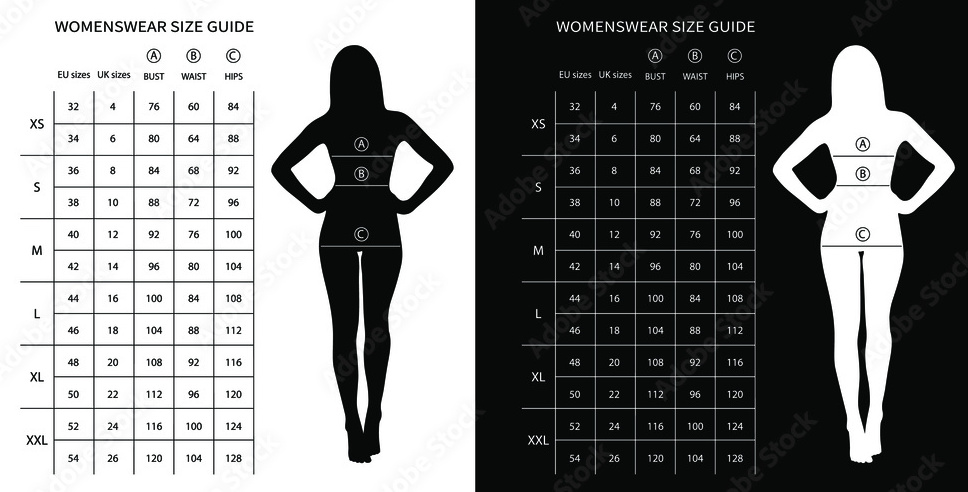 WOMENSWEAR SIZE GUIDE
A B C
EU sizes UK sizes BUST WAIST HIPS
XS
32 4 76 60 84
34 6 80 64 88
S
36 8 84 68 92
38 10 88 72 96
M
40 12 92 76 100
42 14 96 80 104
L
44 16 100 84 108
46 18 104 88 112
XL
48 20 108 92 116
50 22 112 96 120
XXL
52 24 116 100 124
54 26 120 104 128
A
B
C
WOMENSWEAR SIZE GUIDE
A B C
EU sizes UK sizes BUST WAIST HIPS
XS
32 4 76 60 84
34 6 80 64 88
S
36 8 84 68 92
38 10 88 72 96
M
40 12 92 76 100
42 14 96 80 104
L
44 16 100 84 108
46 18 104 88 112
XL
48 20 108 92 116
50 22 112 96 120
XXL
52 24 116 100 124
54 26 120 104 128
A
B
C
Adobe Stock